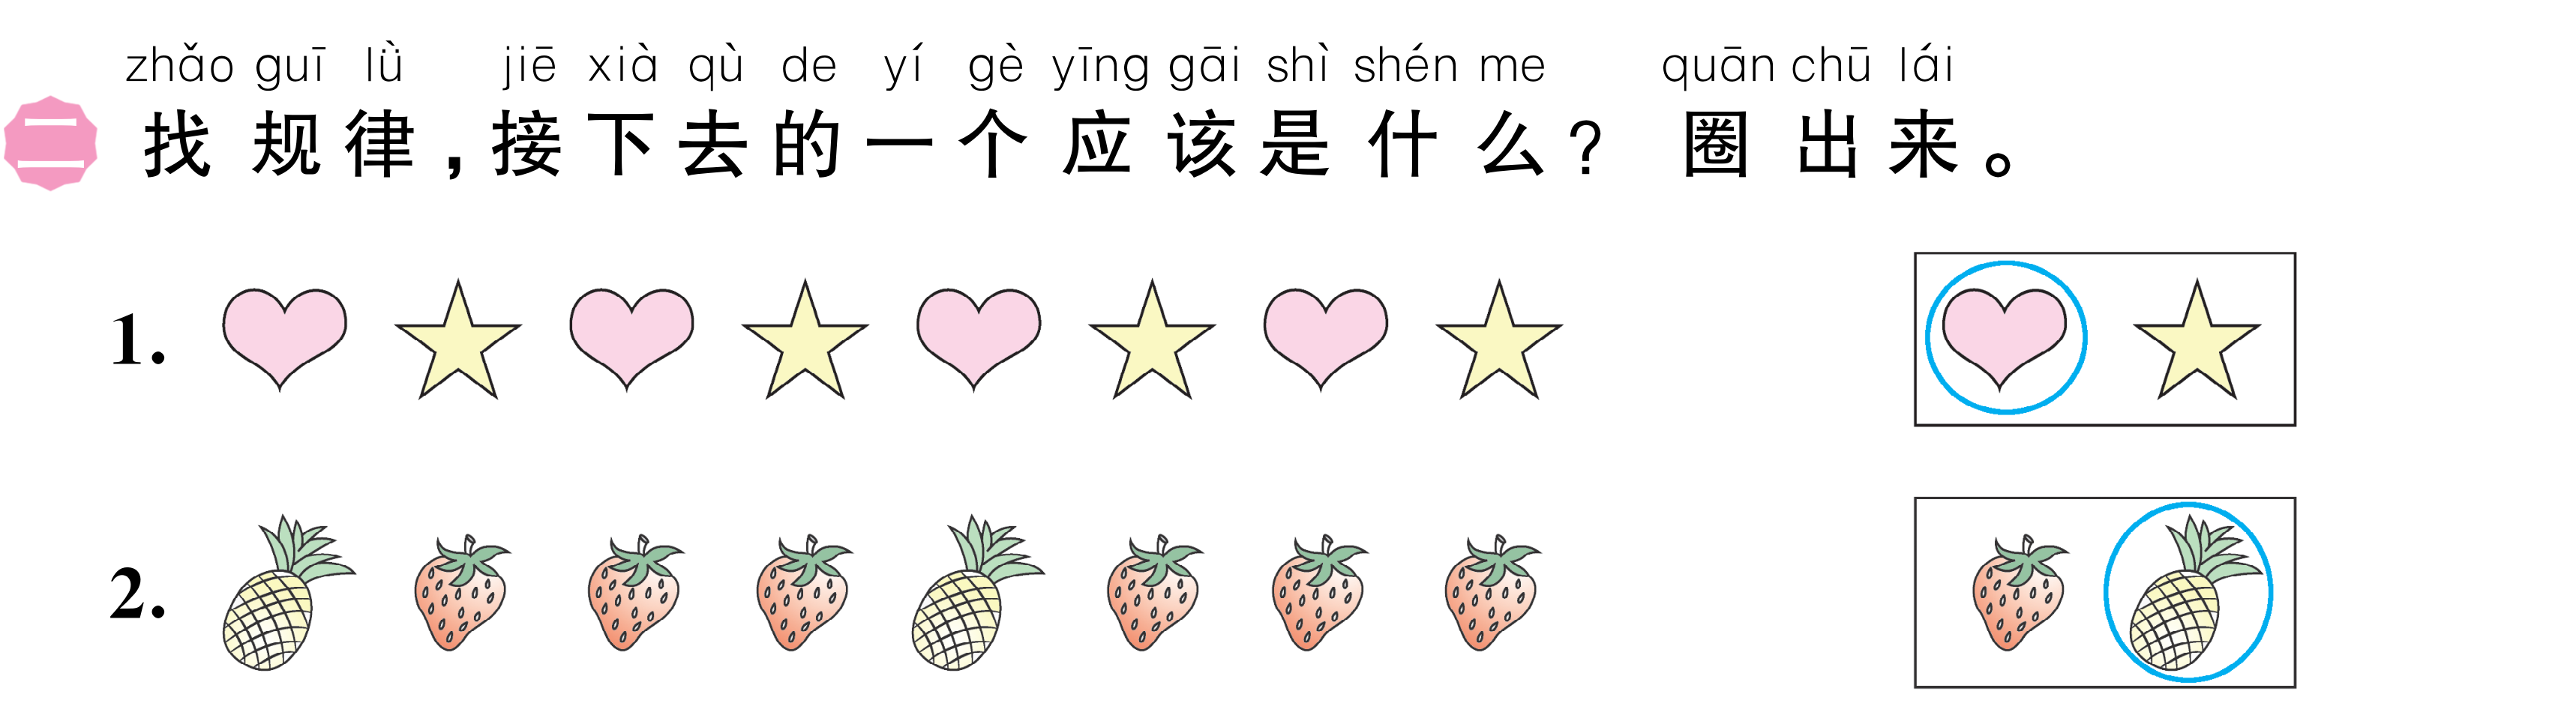 zhǎo guī lǜ jiē xià qù de yí gè yīng gāi shì shén me quān chū lái
二 找规律，接下去的一个应该是什么？圈出来。
1.
2.